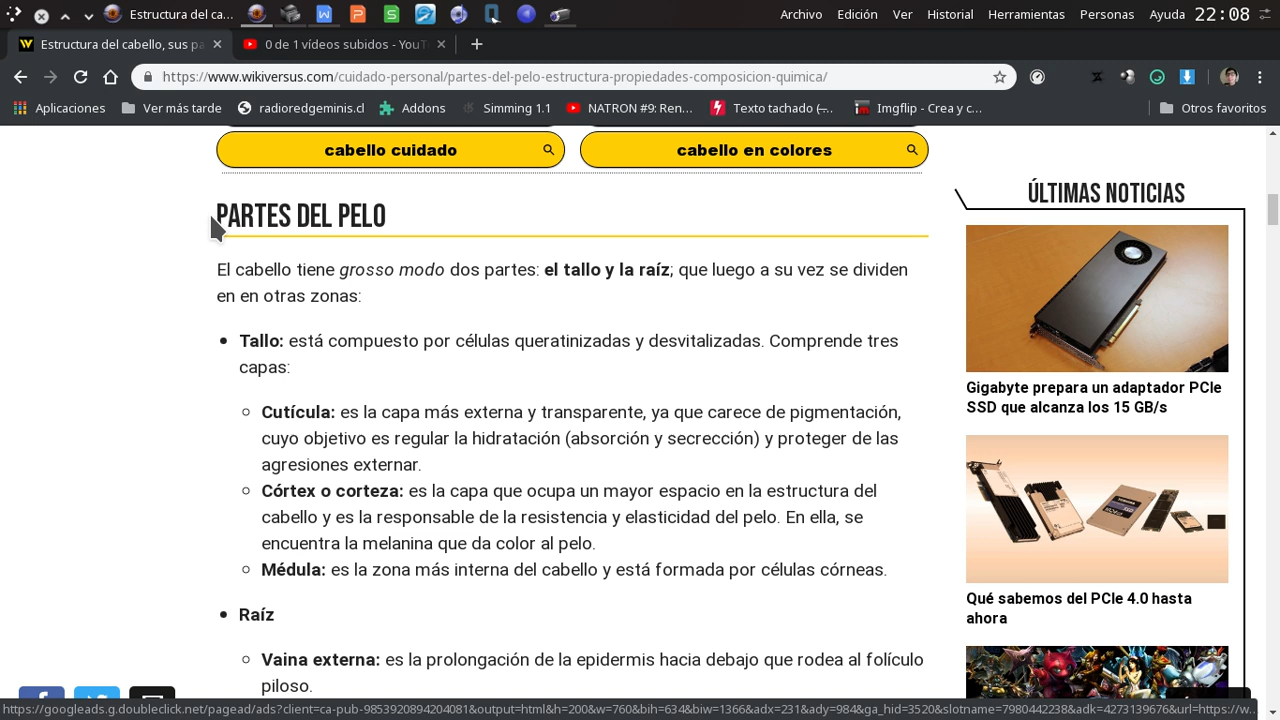 Estructura del ca...
Archivo Edición Ver Historial Herramientas Personas Ayuda 22:08
Estructura del cabello, sus pa
0 de 1 vídeos subidos - YouT
https://www.wikiversus.com/cuidado-personal/partes-del-pelo-estructura-propiedades-composicion-quimica/
Aplicaciones Ver más tarde radioredgeminis.cl Addons Simming 1.1 NATRON #9: Ren... Texto tachado (... Imgflip - Crea y c... Otros favoritos
cabello cuidado
cabello en colores
PARTES DEL PELO
El cabello tiene grosso modo dos partes: el tallo y la raíz; que luego a su vez se dividen
en en otras zonas:
Tallo: está compuesto por células queratinizadas y desvitalizadas. Comprende tres
capas:
Cutícula: es la capa más externa y transparente, ya que carece de pigmentación,
cuyo objetivo es regular la hidratación (absorción y secrección) y proteger de las
agresiones externar.
Córtex o corteza: es la capa que ocupa un mayor espacio en la estructura del
cabello y es la responsable de la resistencia y elasticidad del pelo. En ella, se
encuentra la melanina que da color al pelo.
Médula: es la zona más interna del cabello y está formada por células córneas.
Raíz
Vaina externa: es la prolongación de la epidermis hacia debajo que rodea al folículo
piloso.
ÚLTIMAS NOTICIAS
Gigabyte prepara un adaptador PCIe
SSD que alcanza los 15 GB/s
Qué sabemos del PCIe 4.0 hasta
ahora
https://googleads.g.doubleclick.net/pagead/ads?client=ca-pub-9853920914204081&output=html&h=200&w=760&bih=634&biw=1366&adx=231&ady=984&ga_hid=3520&slotname=7980442238&adk=4273139676&url=https://w...